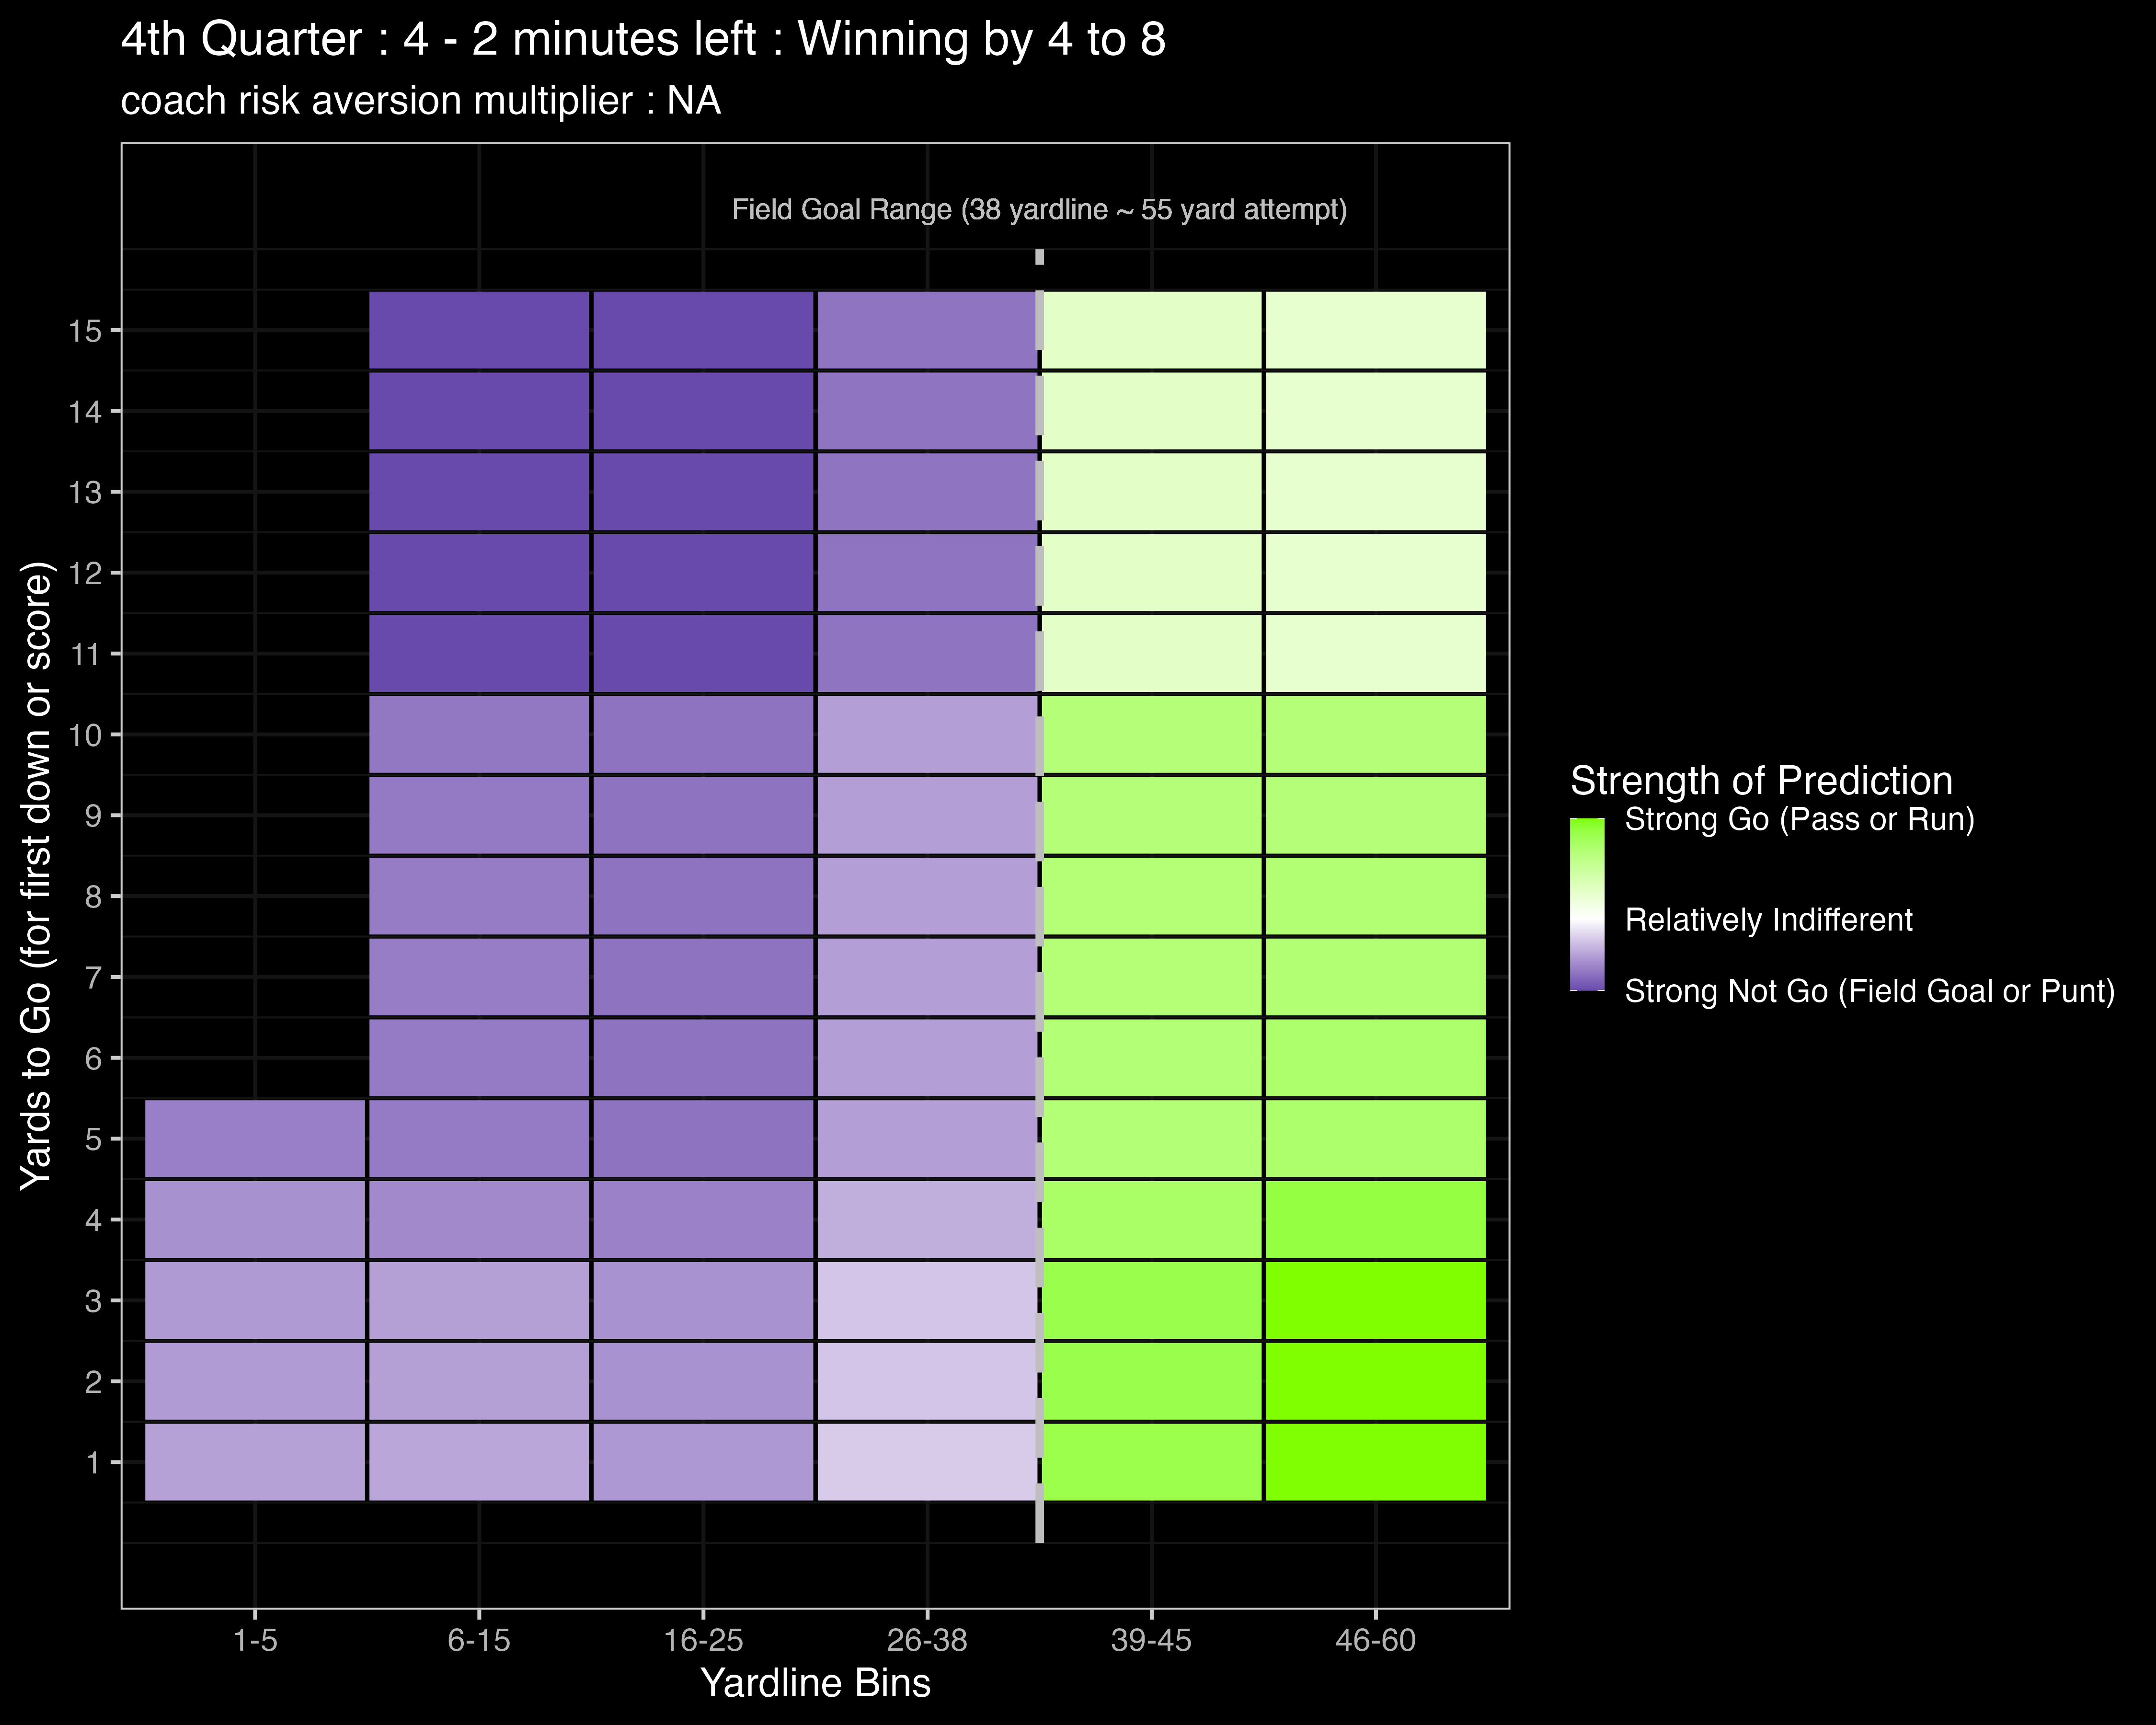 4th Quarter : 4 - 2 minutes left : Winning by 4 to 8
coach risk aversion multiplier : NA
Field Goal Range (38 yardline ~ 55 yard attempt)
15
14
13
12
11
10
9
8
7
6
5
4
3
2
1
Yards to Go (for first down or score)
1-5 6-15 16-25 26-38 39-45 46-60
Yardline Bins
Strength of Prediction
Strong Go (Pass or Run)
Relatively Indifferent
Strong Not Go (Field Goal or Punt)